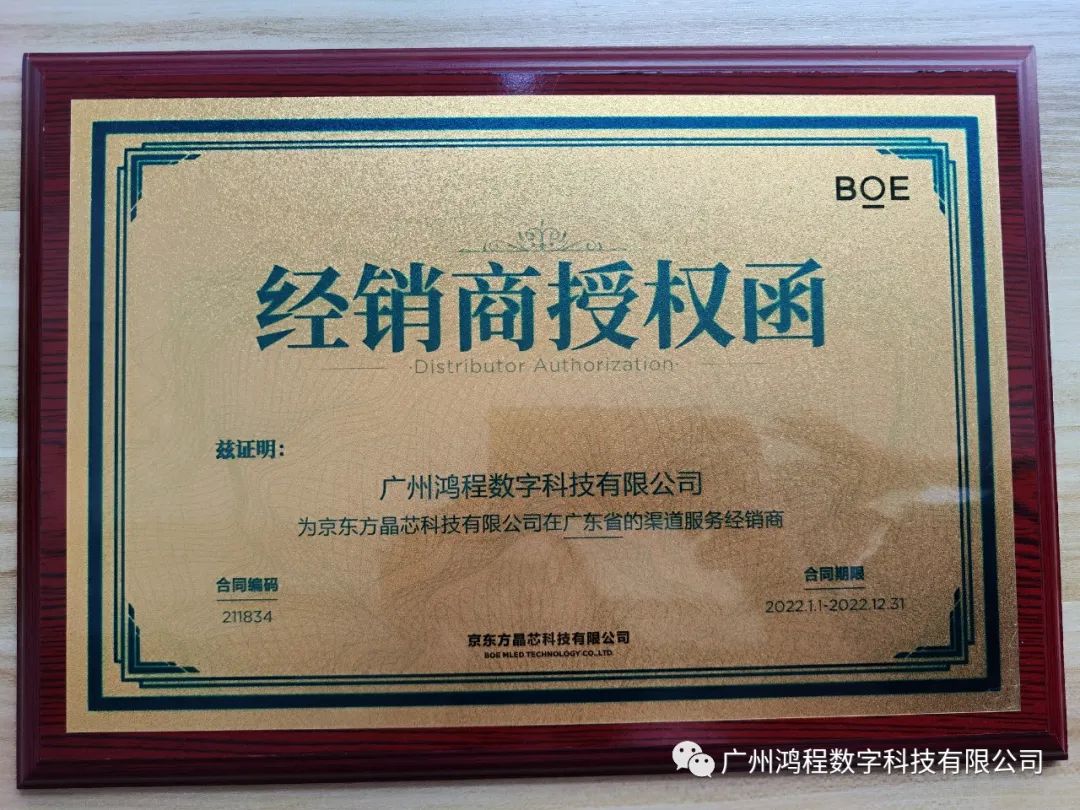 BOE
经销商授权函
·Distributor Authorization·
兹证明：
广州鸿程数字科技有限公司
为京东方晶芯科技有限公司在广东省的渠道服务经销商
合同编码
211834
合同期限
2022.1.1-2022.12.31
京东方晶芯科技有限公司
BOE MLED TECHNOLOGY CO.,LTD.
广州鸿程数字科技有限公司